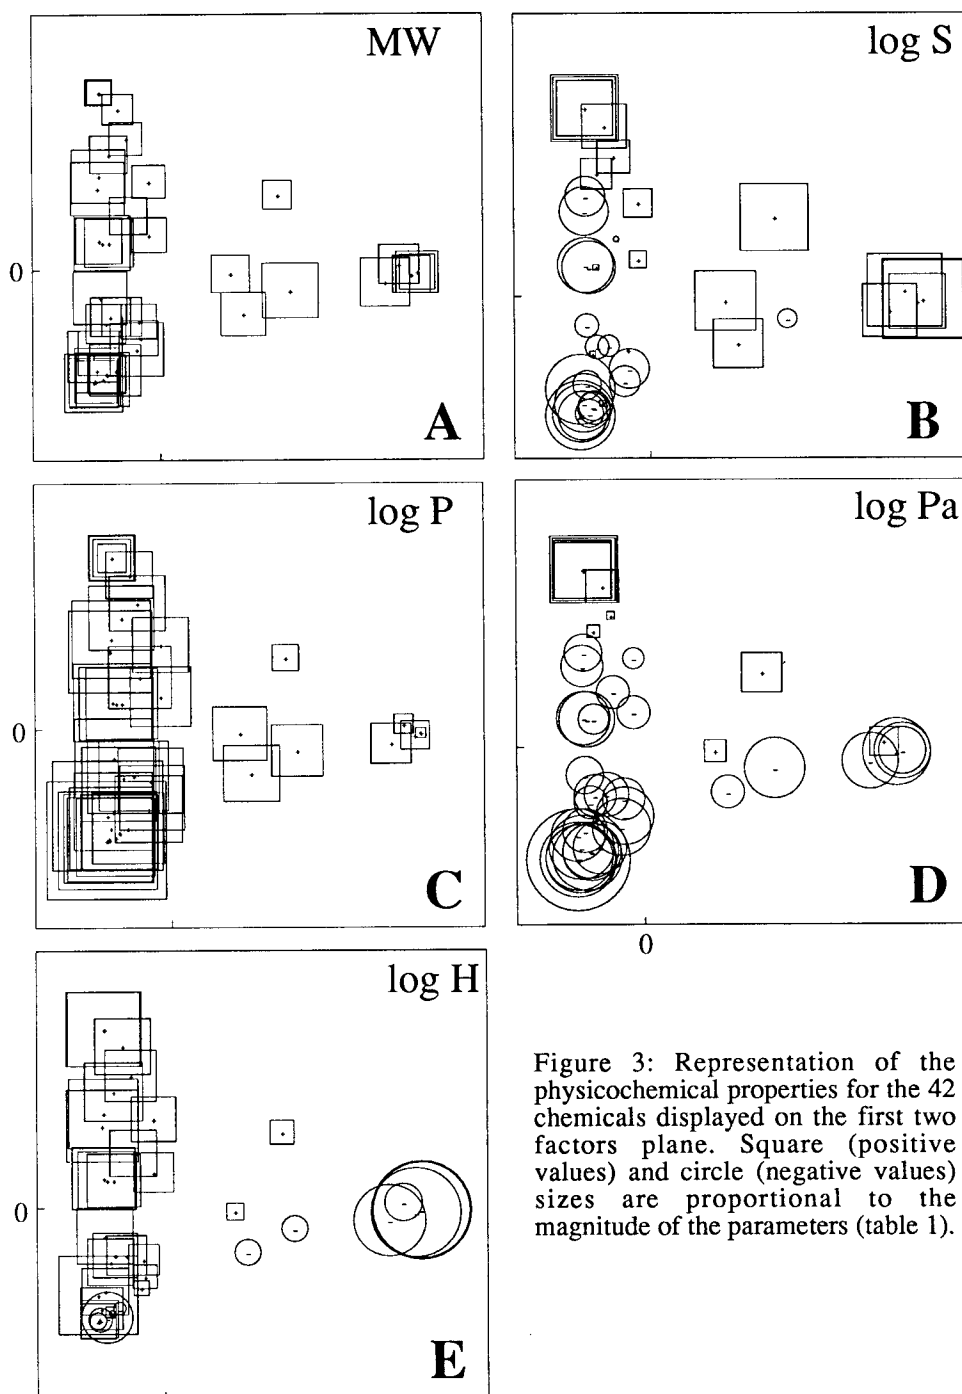 MW
log S
0
A
B
log P
log Pa
0
C
D
0
log H
0
E
Figure 3: Representation of the
physicochemical properties for the 42
chemicals displayed on the first two
factors plane. Square (positive
values) and circle (negative values)
sizes are proportional to the
magnitude of the parameters (table 1).